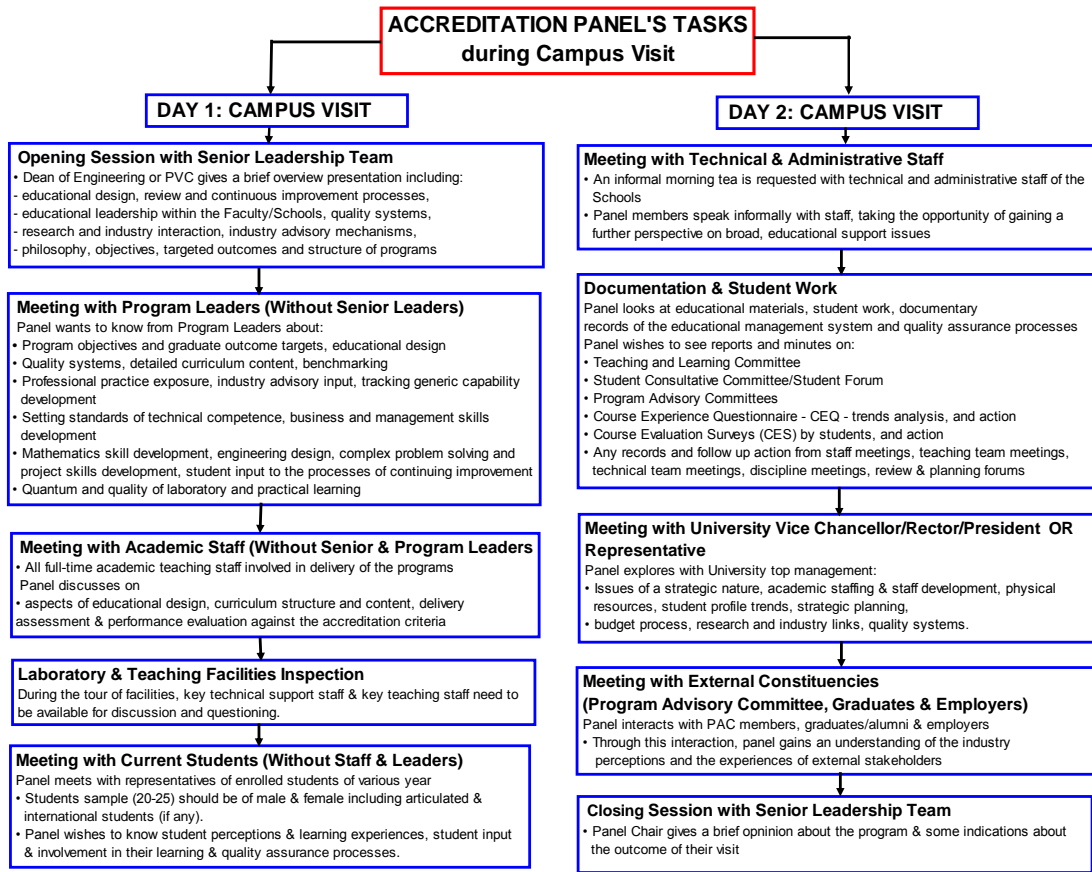 ACCREDITATION PANEL'S TASKS
during Campus Visit
DAY 1: CAMPUS VISIT
Opening Session with Senior Leadership Team
• Dean of Engineering or PVC gives a brief overview presentation including:
- educational design, review and continuous improvement processes,
- educational leadership within the Faculty/Schools, quality systems,
- research and industry interaction, industry advisory mechanisms,
- philosophy, objectives, targeted outcomes and structure of programs
Meeting with Program Leaders (Without Senior Leaders)
Panel wants to know from Program Leaders about:
• Program objectives and graduate outcome targets, educational design
• Quality systems, detailed curriculum content, benchmarking
• Professional practice exposure, industry advisory input, tracking generic capability
development
• Setting standards of technical competence, business and management skills
development
• Mathematics skill development, engineering design, complex problem solving and
project skills development, student input to the processes of continuing improvement
• Quantum and quality of laboratory and practical learning
Meeting with Academic Staff (Without Senior & Program Leaders
• All full-time academic teaching staff involved in delivery of the programs
Panel discusses on
• aspects of educational design, curriculum structure and content, delivery
assessment & performance evaluation against the accreditation criteria
Laboratory & Teaching Facilities Inspection
During the tour of facilities, key technical support staff & key teaching staff need to
be available for discussion and questioning.
Meeting with Current Students (Without Staff & Leaders)
Panel meets with representatives of enrolled students of various year
• Students sample (20-25) should be of male & female including articulated &
international students (if any).
• Panel wishes to know student perceptions & learning experiences, student input
& involvement in their learning & quality assurance processes.
DAY 2: CAMPUS VISIT
Meeting with Technical & Administrative Staff
• An informal morning tea is requested with technical and administrative staff of the
Schools
• Panel members speak informally with staff, taking the opportunity of gaining a
further perspective on broad, educational support issues
Documentation & Student Work
Panel looks at educational materials, student work, documentary
records of the educational management system and quality assurance processes
Panel wishes to see reports and minutes on:
• Teaching and Learning Committee
• Student Consultative Committee/Student Forum
• Program Advisory Committees
• Course Experience Questionnaire - CEQ - trends analysis, and action
• Course Evaluation Surveys (CES) by students, and action
• Any records and follow up action from staff meetings, teaching team meetings,
technical team meetings, discipline meetings, review & planning forums
Meeting with University Vice Chancellor/Rector/President OR
Representative
Panel explores with University top management:
• Issues of a strategic nature, academic staffing & staff development, physical
resources, student profile trends, strategic planning,
• budget process, research and industry links, quality systems.
Meeting with External Constituencies
(Program Advisory Committee, Graduates & Employers)
Panel interacts with PAC members, graduates/alumni & employers
• Through this interaction, panel gains an understanding of the industry
perceptions and the experiences of external stakeholders
Closing Session with Senior Leadership Team
• Panel Chair gives a brief opninion about the program & some indications about
the outcome of their visit